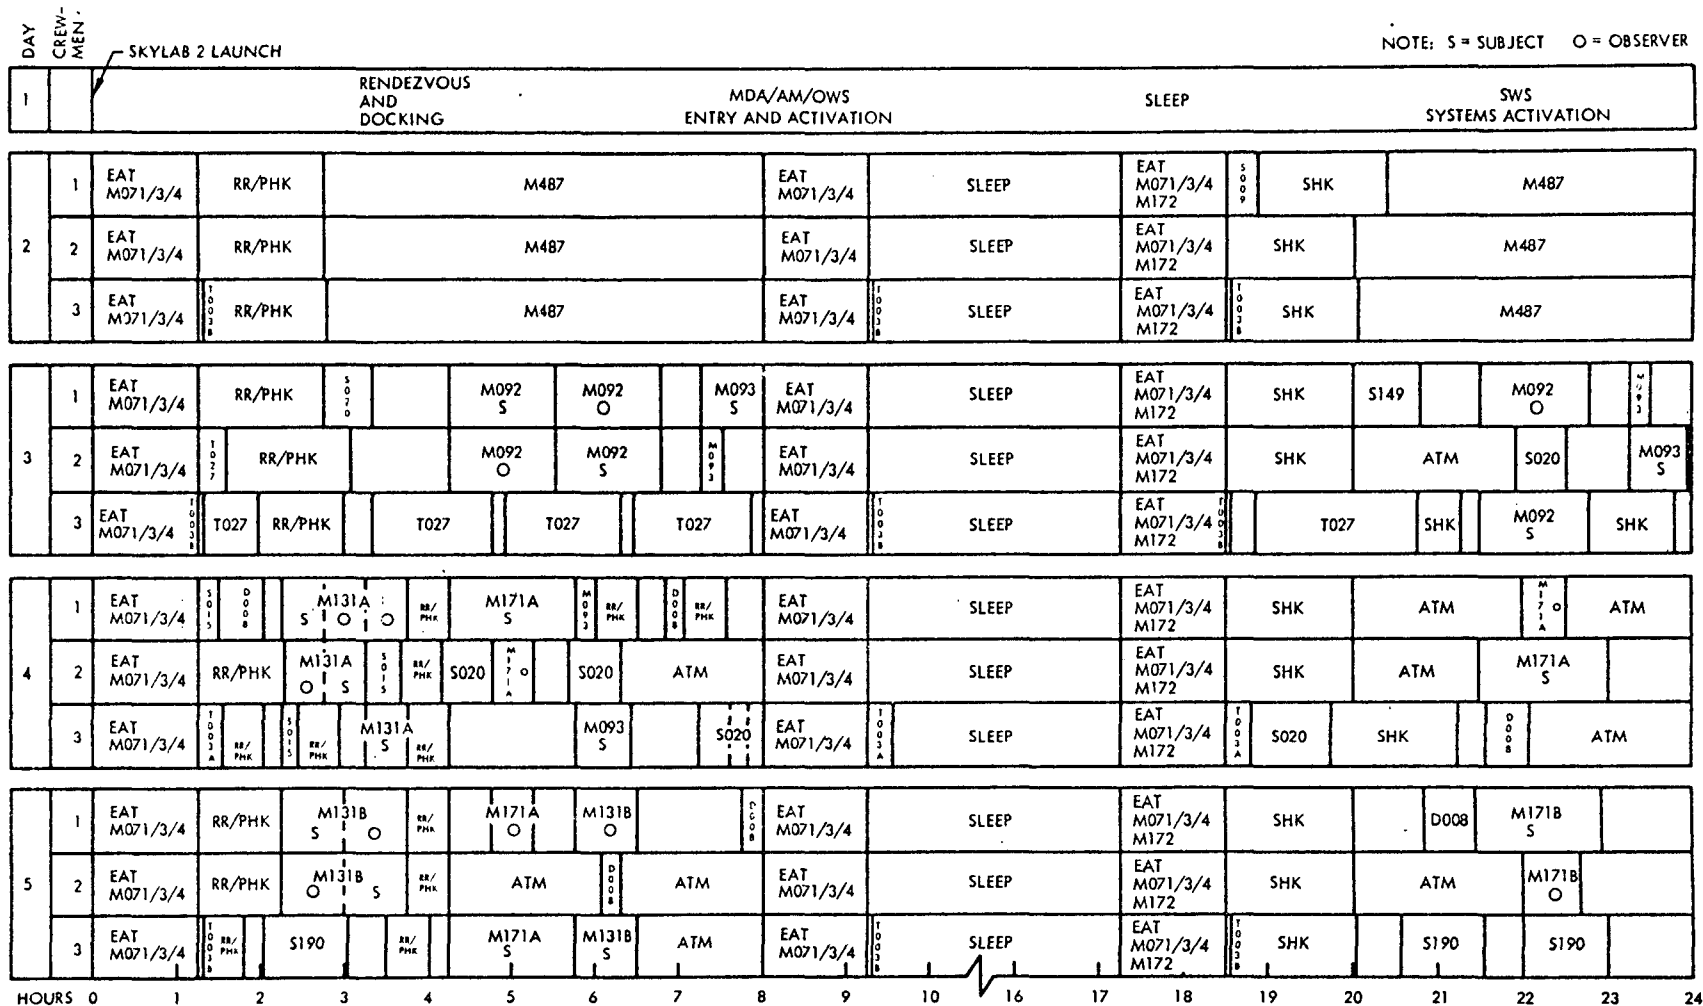 DAY
CREW-
MEN.
SKYLAB 2 LAUNCH
NOTE: S = SUBJECT O = OBSERVER
1
RENDEZVOUS
AND
DOCKING
MDA/AM/OWS
ENTRY AND ACTIVATION
SLEEP
SWS
SYSTEMS ACTIVATION
2
1
EAT
M071/3/4
RR/PHK
M487
EAT
M071/3/4
SLEEP
EAT
M071/3/4
M172
S009
SHK
M487
2
EAT
M071/3/4
RR/PHK
M487
EAT
M071/3/4
SLEEP
EAT
M071/3/4
M172
SHK
M487
3
EAT
M071/3/4
T003B
RR/PHK
M487
EAT
M071/3/4
T003B
SLEEP
EAT
M071/3/4
M172
T003B
SHK
M487
3
1
EAT
M071/3/4
RR/PHK
S070
M092
S
M092
O
M093
S
EAT
M071/3/4
SLEEP
EAT
M071/3/4
M172
SHK
S149
M092
O
M093
2
EAT
M071/3/4
T027
RR/PHK
M092
O
M092
S
M093
EAT
M071/3/4
SLEEP
EAT
M071/3/4
M172
SHK
ATM
S020
M093
S
3
EAT
M071/3/4
T003B
T027
RR/PHK
T027
T027
T027
EAT
M071/3/4
T003B
SLEEP
EAT
M071/3/4
M172
T003B
T027
SHK
M092
S
SHK
4
1
EAT
M071/3/4
S015
D008
M131A
S O O
RR/
PHK
M171A
S
M093
RR/
PHK
D008
RR/
PHK
EAT
M071/3/4
SLEEP
EAT
M071/3/4
M172
SHK
ATM
M171A
O
ATM
2
EAT
M071/3/4
RR/PHK
M131A
O S
S015
RR/
PHK
S020
M171A
O
S020
ATM
EAT
M071/3/4
SLEEP
EAT
M071/3/4
M172
SHK
ATM
M171A
S
3
EAT
M071/3/4
T003A
RR/
PHK
S015
RR/
PHK
M131A
S
RR/
PHK
M093
S
S020
EAT
M071/3/4
T003A
SLEEP
EAT
M071/3/4
M172
T003A
S020
SHK
D008
ATM
5
1
EAT
M071/3/4
RR/PHK
M131B
S O
RR/
PHK
M171A
O
M131B
O
D008
EAT
M071/3/4
SLEEP
EAT
M071/3/4
M172
SHK
D008
M171B
S
2
EAT
M071/3/4
RR/PHK
M131B
O S
RR/
PHK
ATM
D008
ATM
EAT
M071/3/4
SLEEP
EAT
M071/3/4
M172
SHK
ATM
M171B
O
3
EAT
M071/3/4
T003B
RR/
PHK
S190
RR/
PHK
M171A
S
M131B
S
ATM
EAT
M071/3/4
T003B
SLEEP
EAT
M071/3/4
M172
T003B
SHK
S190
S190
HOURS 0 1 2 3 4 5 6 7 8 9 10 16 17 18 19 20 21 22 23 24